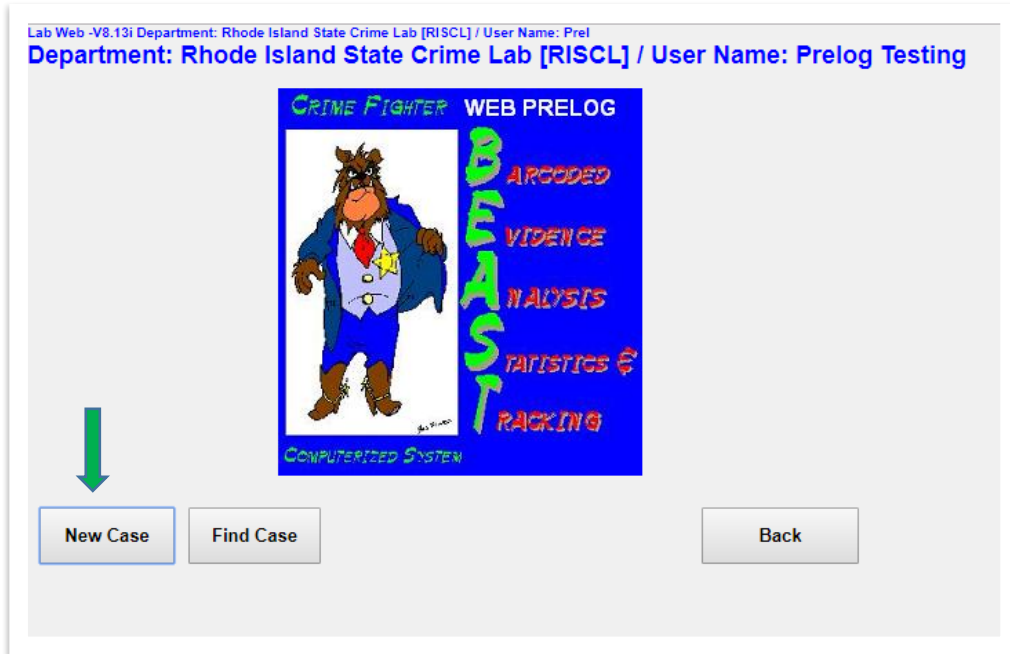 Lab Web -V8.13i Department: Rhode Island State Crime Lab [RISCL] / User Name: Prel
Department: Rhode Island State Crime Lab [RISCL] / User Name: Prelog Testing
CRIME FIGHTER WEB PRELOG
BARCODED
EVIDENCE
ANALYSIS
STATISTICS &
TRACKING
COMPUTERIZED SYSTEM
New Case Find Case Back